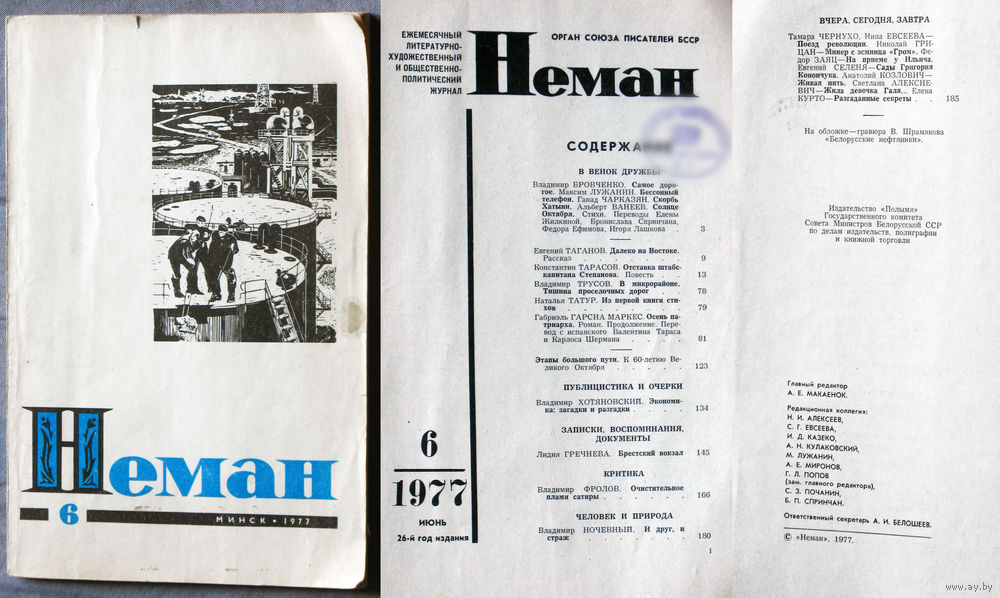 Неман
6
МИНСК • 1977
ЕЖЕМЕСЯЧНЫЙ
ЛИТЕРАТУРНО-
ХУДОЖЕСТВЕННЫЙ
И ОБЩЕСТВЕННО-
ПОЛИТИЧЕСКИЙ
ЖУРНАЛ
ОРГАН СОЮЗА ПИСАТЕЛЕЙ БССР
Неман
6
1977
ИЮНЬ
26-й год издания
СОДЕРЖАНИЕ
В ВЕНОК ДРУЖБЫ
Владимир БРОВЧЕНКО. Самое доро-
гое. Максим ЛУЖАНИН. Бессонный
телефон. Ганад ЧАРКАЗЯН. Скорбь
Хатыни, Альберт ВАНЕЕВ. Солнце
Октября. Стихи. Переводы Елены
Жилкиной, Бронислава Спринчана,
Федора Ефимова, Игоря Лашкова . . 3
Евгений ТАГАНОВ. Далеко на Востоке.
Рассказ . . . . . . . 9
Константин ТАРАСОВ. Отставка штабс-
капитана Степанова. Повесть . . 13
Владимир ТРУСОВ. В микрорайоне.
Тишина проселочных дорог . . 78
Наталья ТАТУР. Из первой книги сти-
хов . . . . . . . . 79
Габриэль ГАРСИА МАРКЕС. Осень па-
триарха. Роман. Продолжение. Пере-
вод с испанского Валентина Тараса
и Карлоса Шермана . . . . 81
Этапы большого пути. К 60-летию Ве-
ликого Октября . . . . . 123
ПУБЛИЦИСТИКА И ОЧЕРКИ
Владимир ХОТЯНОВСКИЙ. Экономи-
ка: загадки и разгадки . . . . 134
ЗАПИСКИ, ВОСПОМИНАНИЯ,
ДОКУМЕНТЫ
Лидия ГРЕЧНЕВА. Брестский вокзал 145
КРИТИКА
Владимир ФРОЛОВ. Очистительное
пламя сатиры . . . . . . 166
ЧЕЛОВЕК И ПРИРОДА
Владимир НОЧЕВНЫЙ. И друг, и
страж . . . . . . . 180
1
ВЧЕРА, СЕГОДНЯ, ЗАВТРА
Тамара ЧЕРНУХО, Нина ЕВСЕЕВА—
Поезд революции. Николай ГРИ-
ЦАН—Минер с эсминца «Гром». Фе-
дор ЗАЯЦ—На приеме у Ильича.
Евгений СЕЛЕНЯ—Сады Григория
Конончука. Анатолий КОЗЛОВИЧ—
Живая нить. Светлана АЛЕКСИЕ-
ВИЧ—Жила девочка Галя... Елена
КУРТО—Разгаданные секреты . . 185
На обложке—гравюра В. Шрамякова
«Белорусские нефтяники».
Издательство «Полымя»
Государственного комитета
Совета Министров Белорусской ССР
по делам издательств, полиграфии
и книжной торговли
Главный редактор
А. Е. МАКАЕНОК.
Редакционная коллегия:
Н. И. АЛЕКСЕЕВ,
С. Г. ЕВСЕЕВА,
И. Д. КАЗЕКО,
А. Н. КУЛАКОВСКИЙ,
М. ЛУЖАНИН,
А. Е. МИРОНОВ,
Г. Л. ПОПОВ
(зам. главного редактора),
С. З. ПОЧАНИН,
Б. П. СПРИНЧАН.
Ответственный секретарь А. И. БЕЛОШЕЕВ.
© «Неман», 1977.
www.ay.by